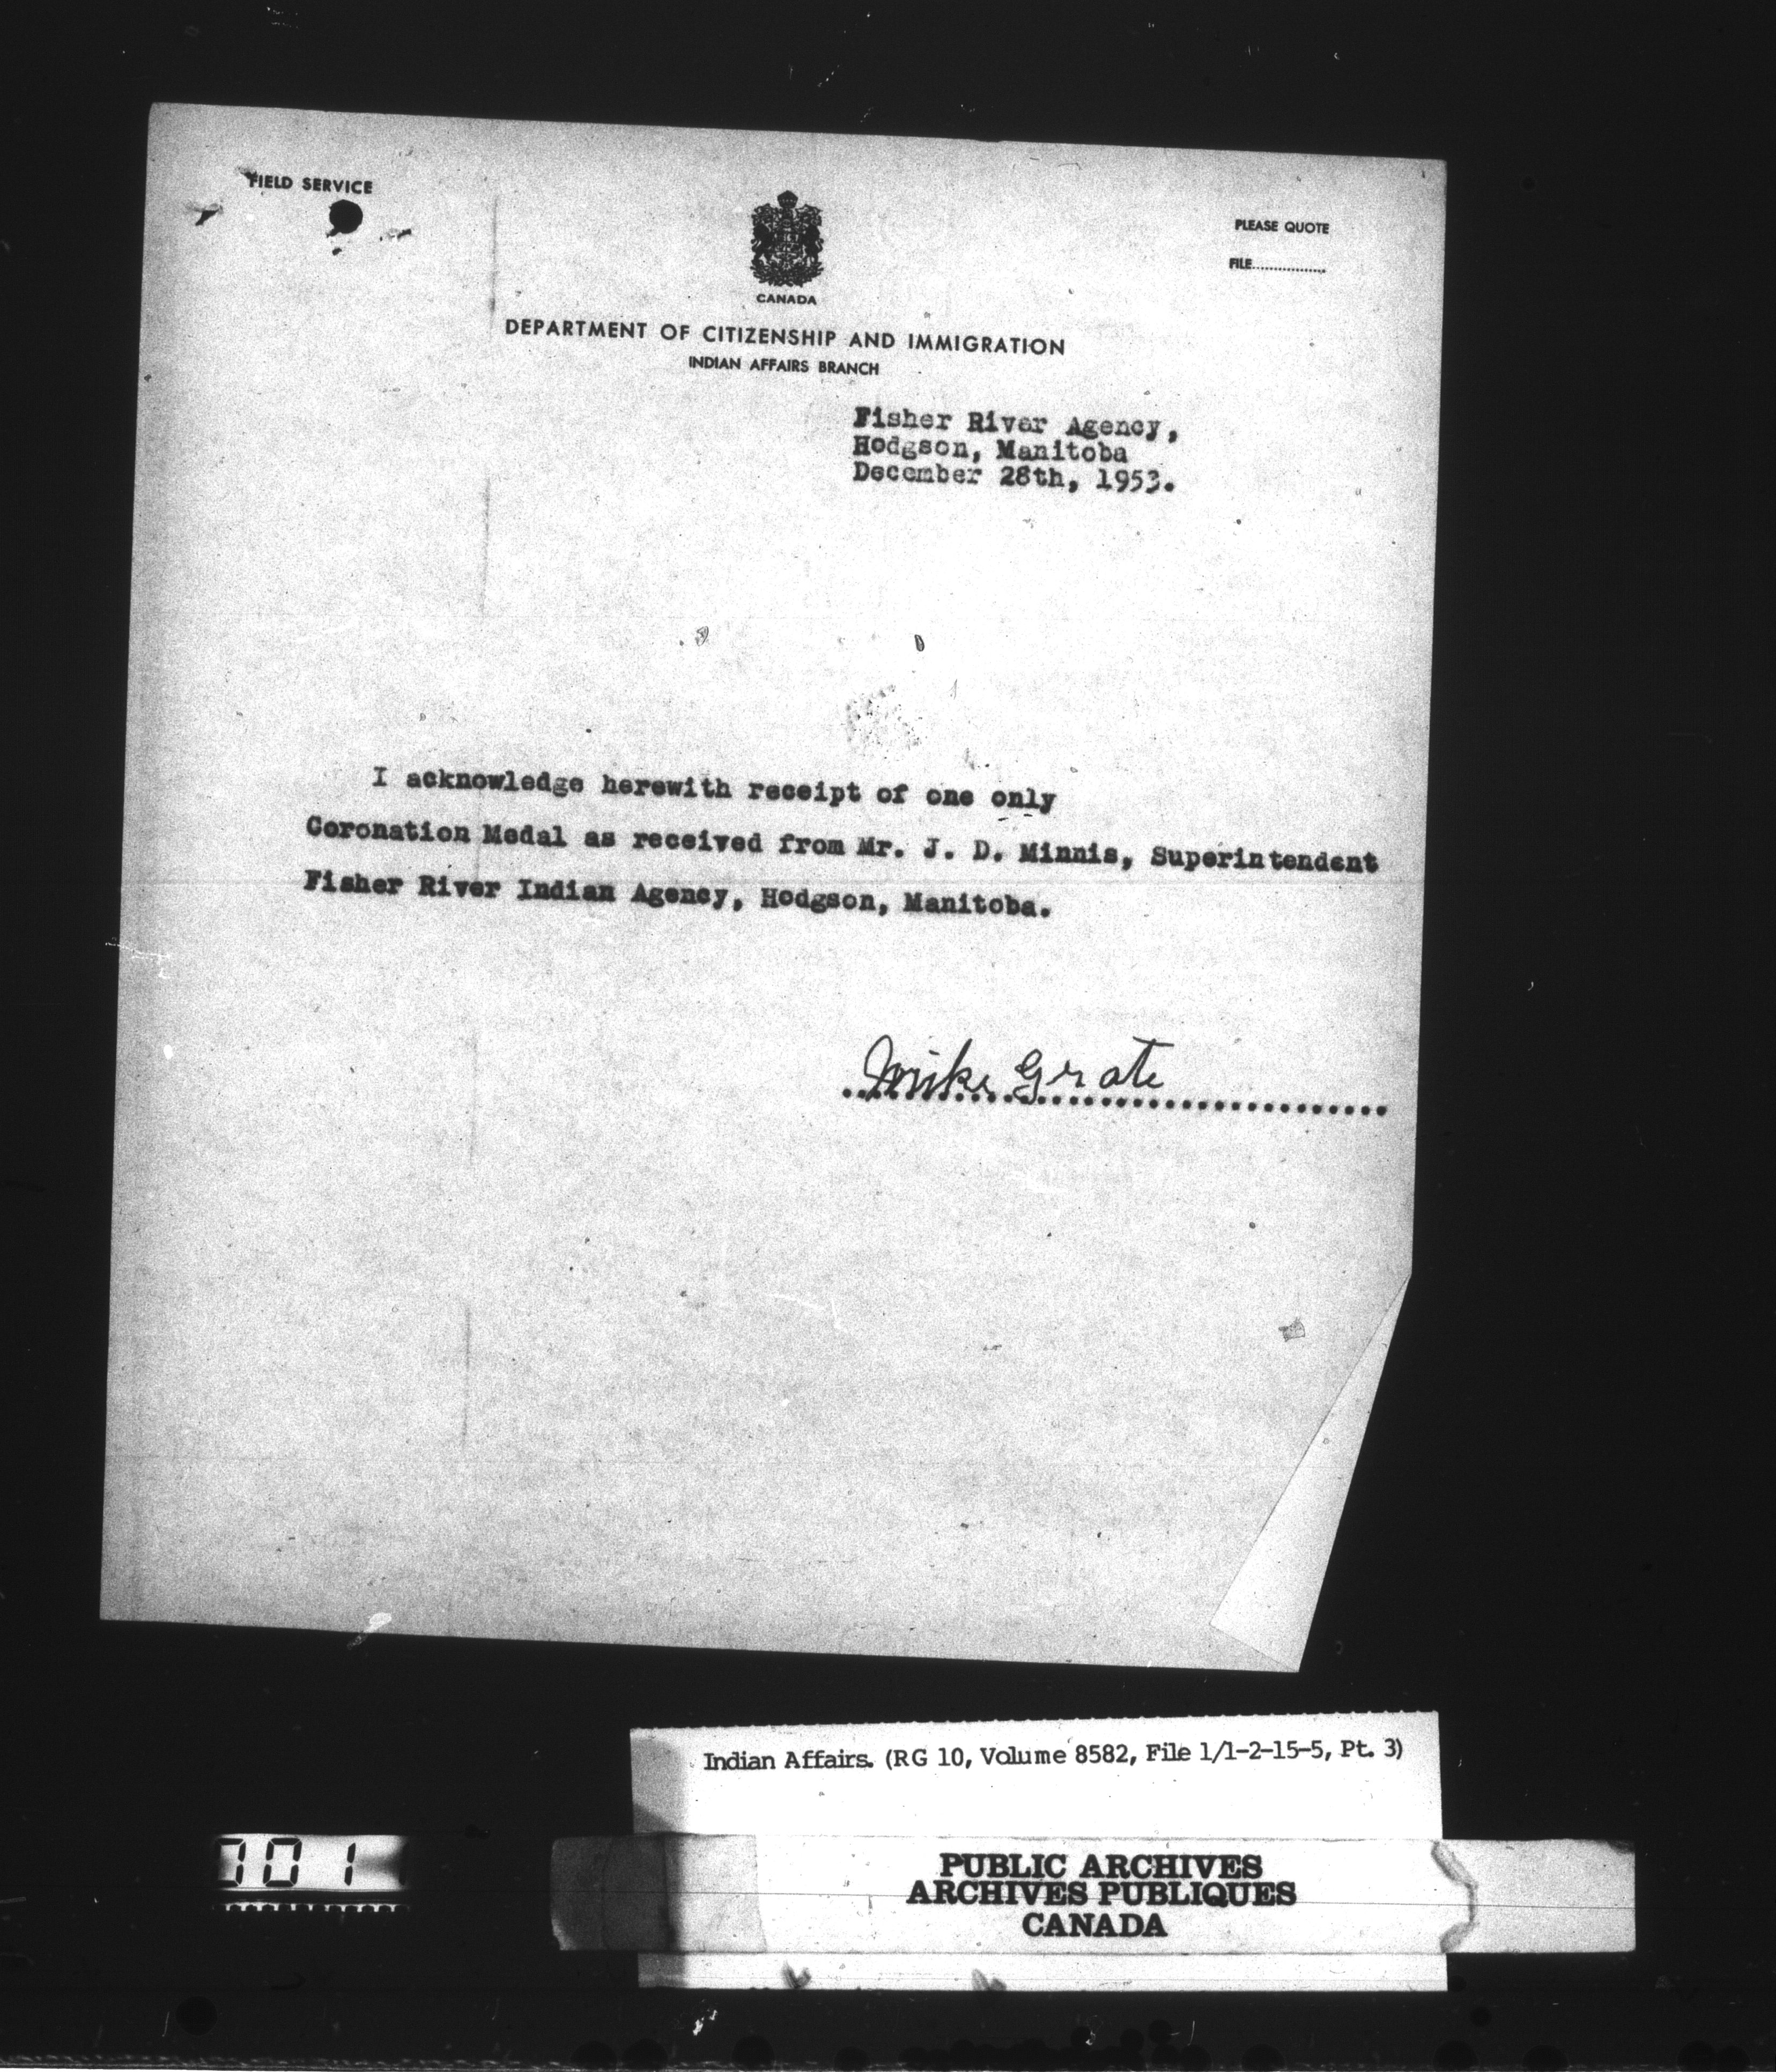 FIELD SERVICE
PLEASE QUOTE
FILE..................
CANADA
DEPARTMENT OF CITIZENSHIP AND IMMIGRATION
INDIAN AFFAIRS BRANCH
Fisher River Agency,
Hodgson, Manitoba
December 28th, 1953.
I acknowledge herewith receipt of one only
Coronation Medal as received from Mr. J. D. Minnis, Superintendent
Fisher River Indian Agency, Hodgson, Manitoba.
Mike Grate
Indian Affairs. (RG 10, Volume 8582, File 1/1-2-15-5, Pt. 3)
PUBLIC ARCHIVES
ARCHIVES PUBLIQUES
CANADA